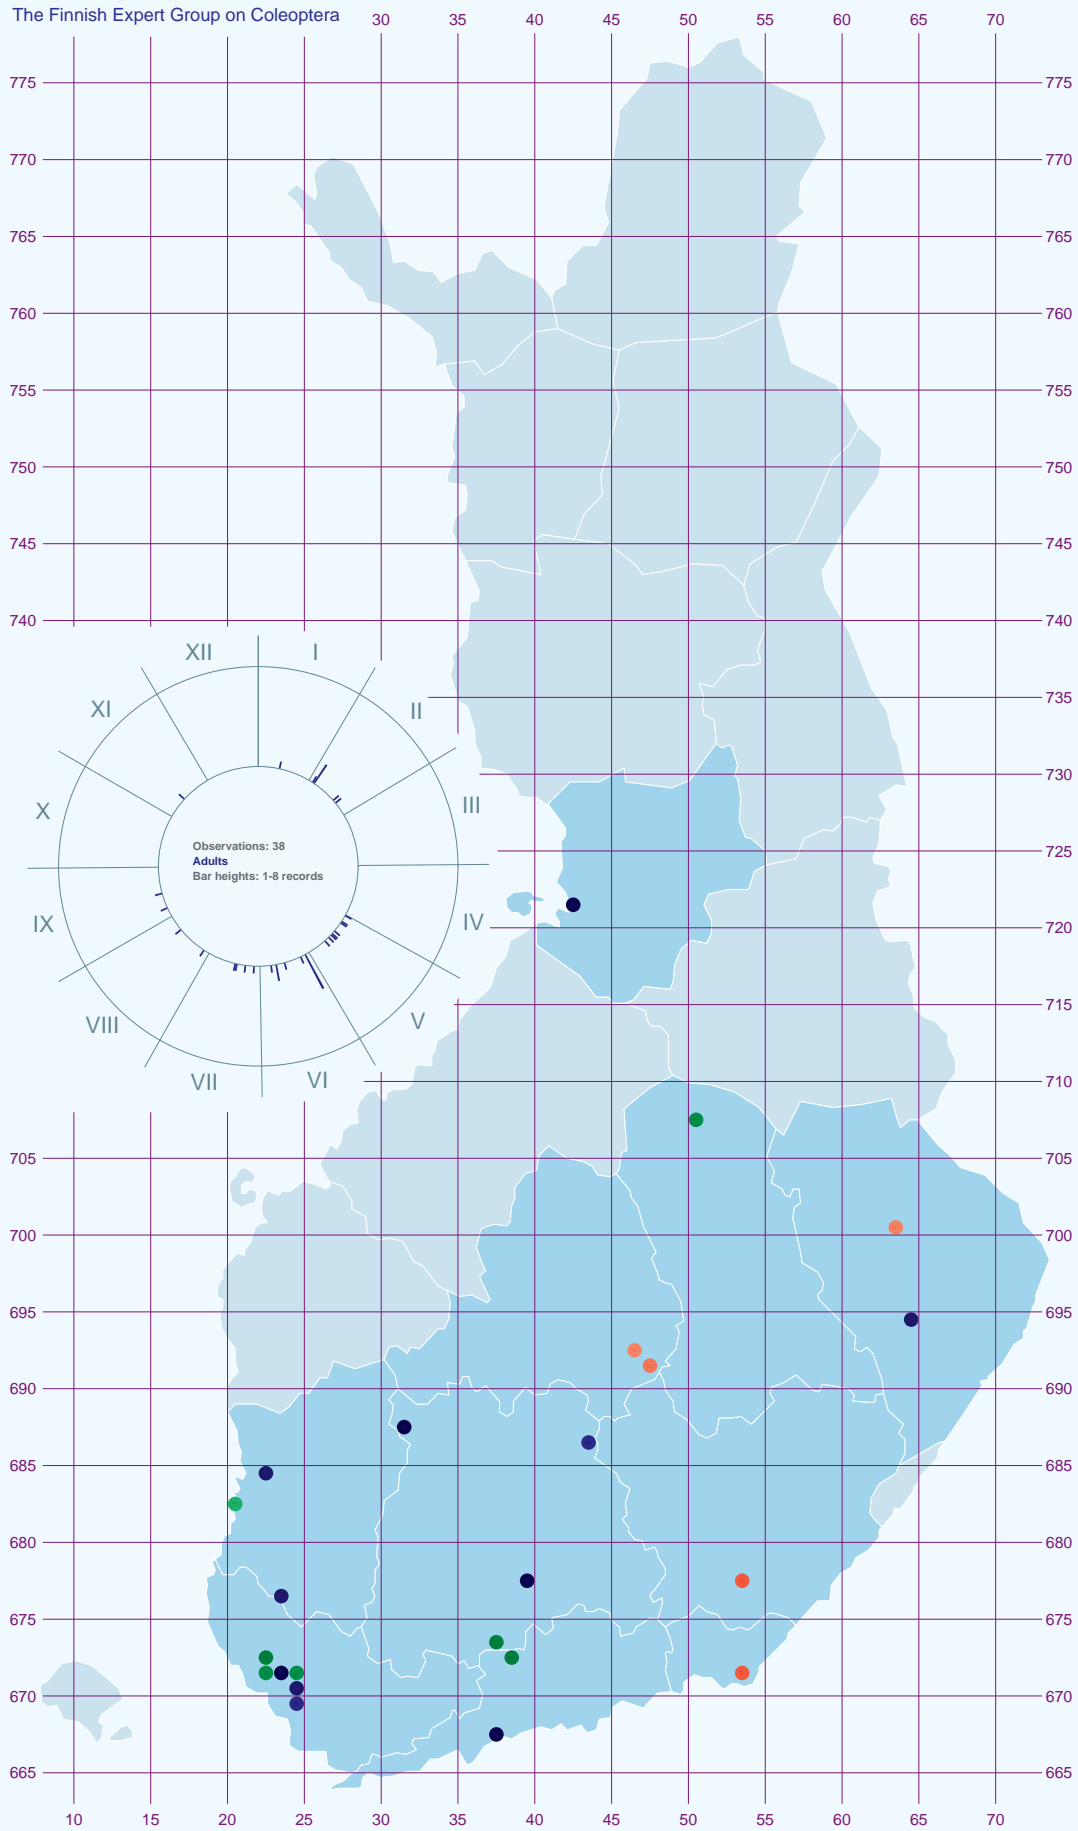 The Finnish Expert Group on Coleoptera
30 35 40 45 50 55 60 65 70
775 775
770 770
765 765
760 760
755 755
750 750
745 745
740 740
XII I
XI II
735
730
X III
725
Observations: 38
Adults
Bar heights: 1-8 records
IX IV 720
715
VIII V
710
VII VI
705 705
700 700
695 695
690 690
685 685
680 680
675 675
670 670
665 665
10 15 20 25 30 35 40 45 50 55 60 65 70